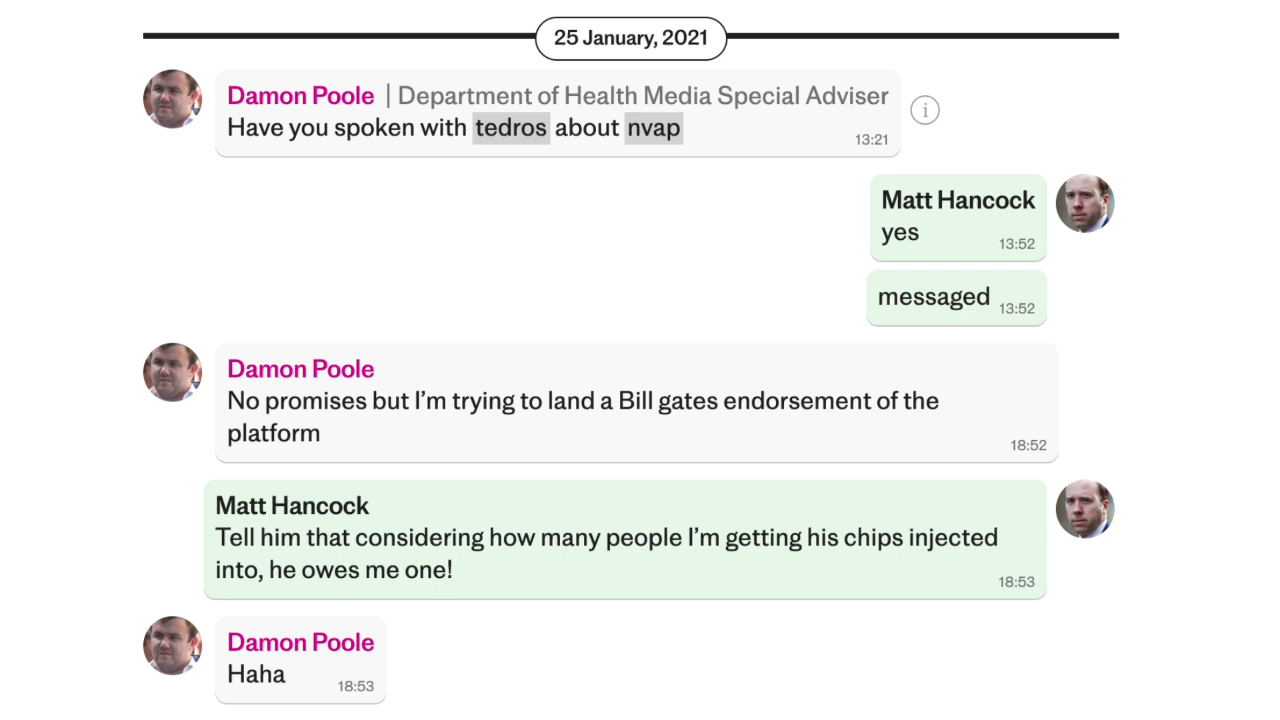 25 January, 2021
Damon Poole | Department of Health Media Special Adviser
Have you spoken with tedros about nvap
13:21
Matt Hancock
yes
13:52
messaged
13:52
Damon Poole
No promises but I’m trying to land a Bill gates endorsement of the
platform
18:52
Matt Hancock
Tell him that considering how many people I’m getting his chips injected
into, he owes me one!
18:53
Damon Poole
Haha
18:53